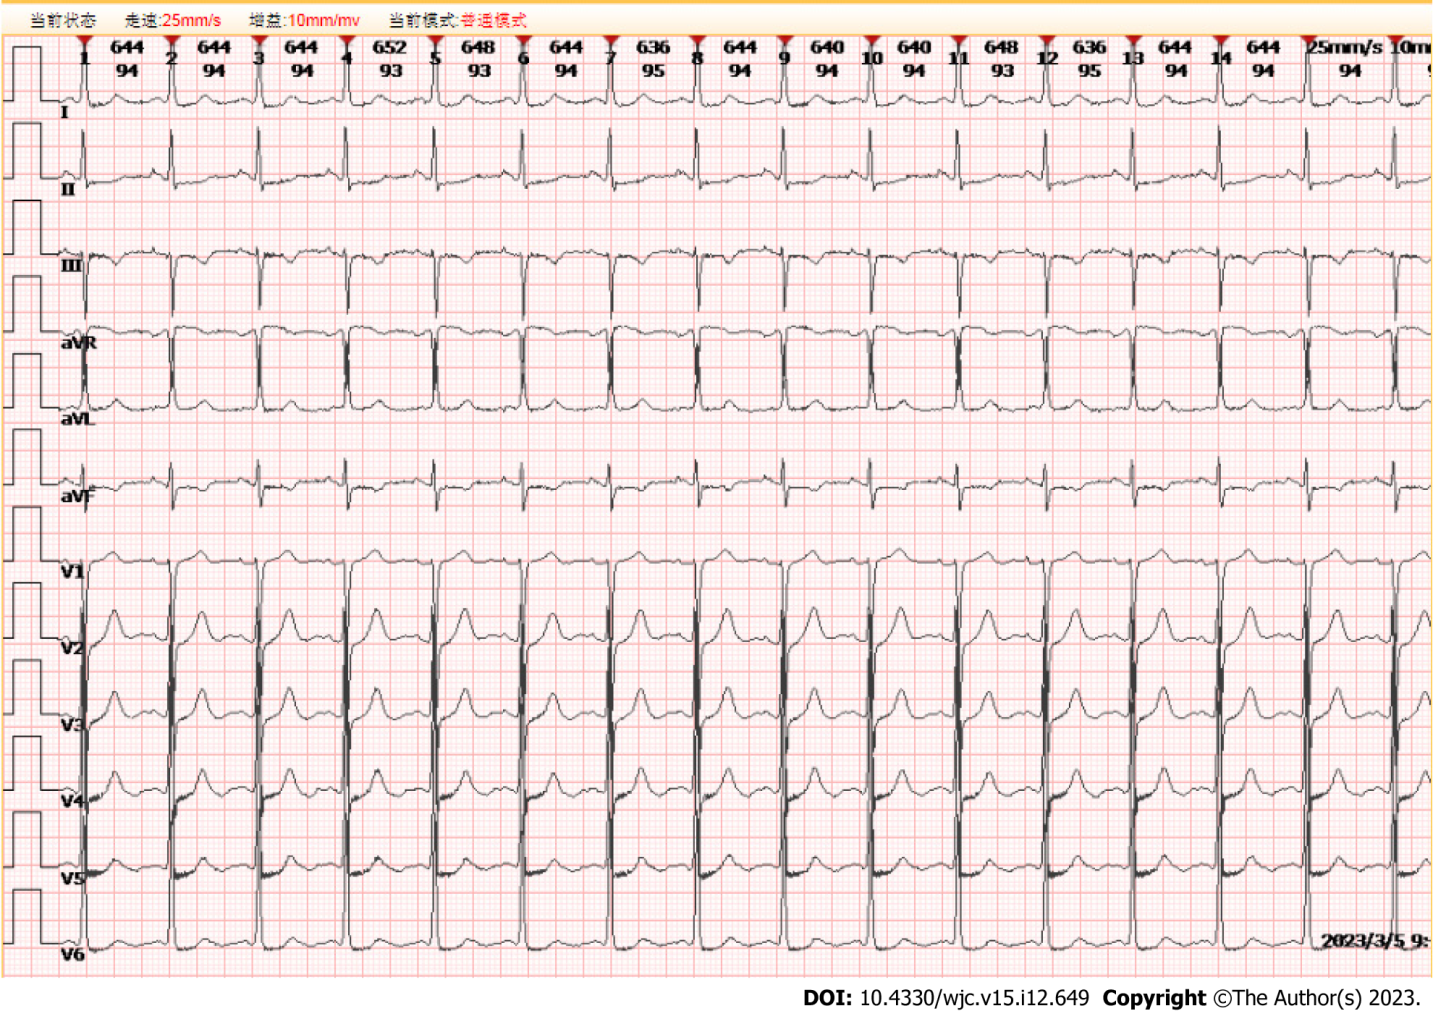 当前状态 走速:25mm/s 增益:10mm/mv 当前模式:普通模式
644 644 644 652 648 644 636 644 640 640 648 636 644 644 25mm/s 10m
1 2 3 4 5 6 7 8 9 10 11 12 13 14
94 94 94 93 93 94 95 94 94 94 93 95 94 94 94
I
II
III
aVR
aVL
aVF
V1
V2
V3
V4
V5
V6
2023/3/5 9:
DOI: 10.4330/wjc.v15.i12.649 Copyright ©The Author(s) 2023.